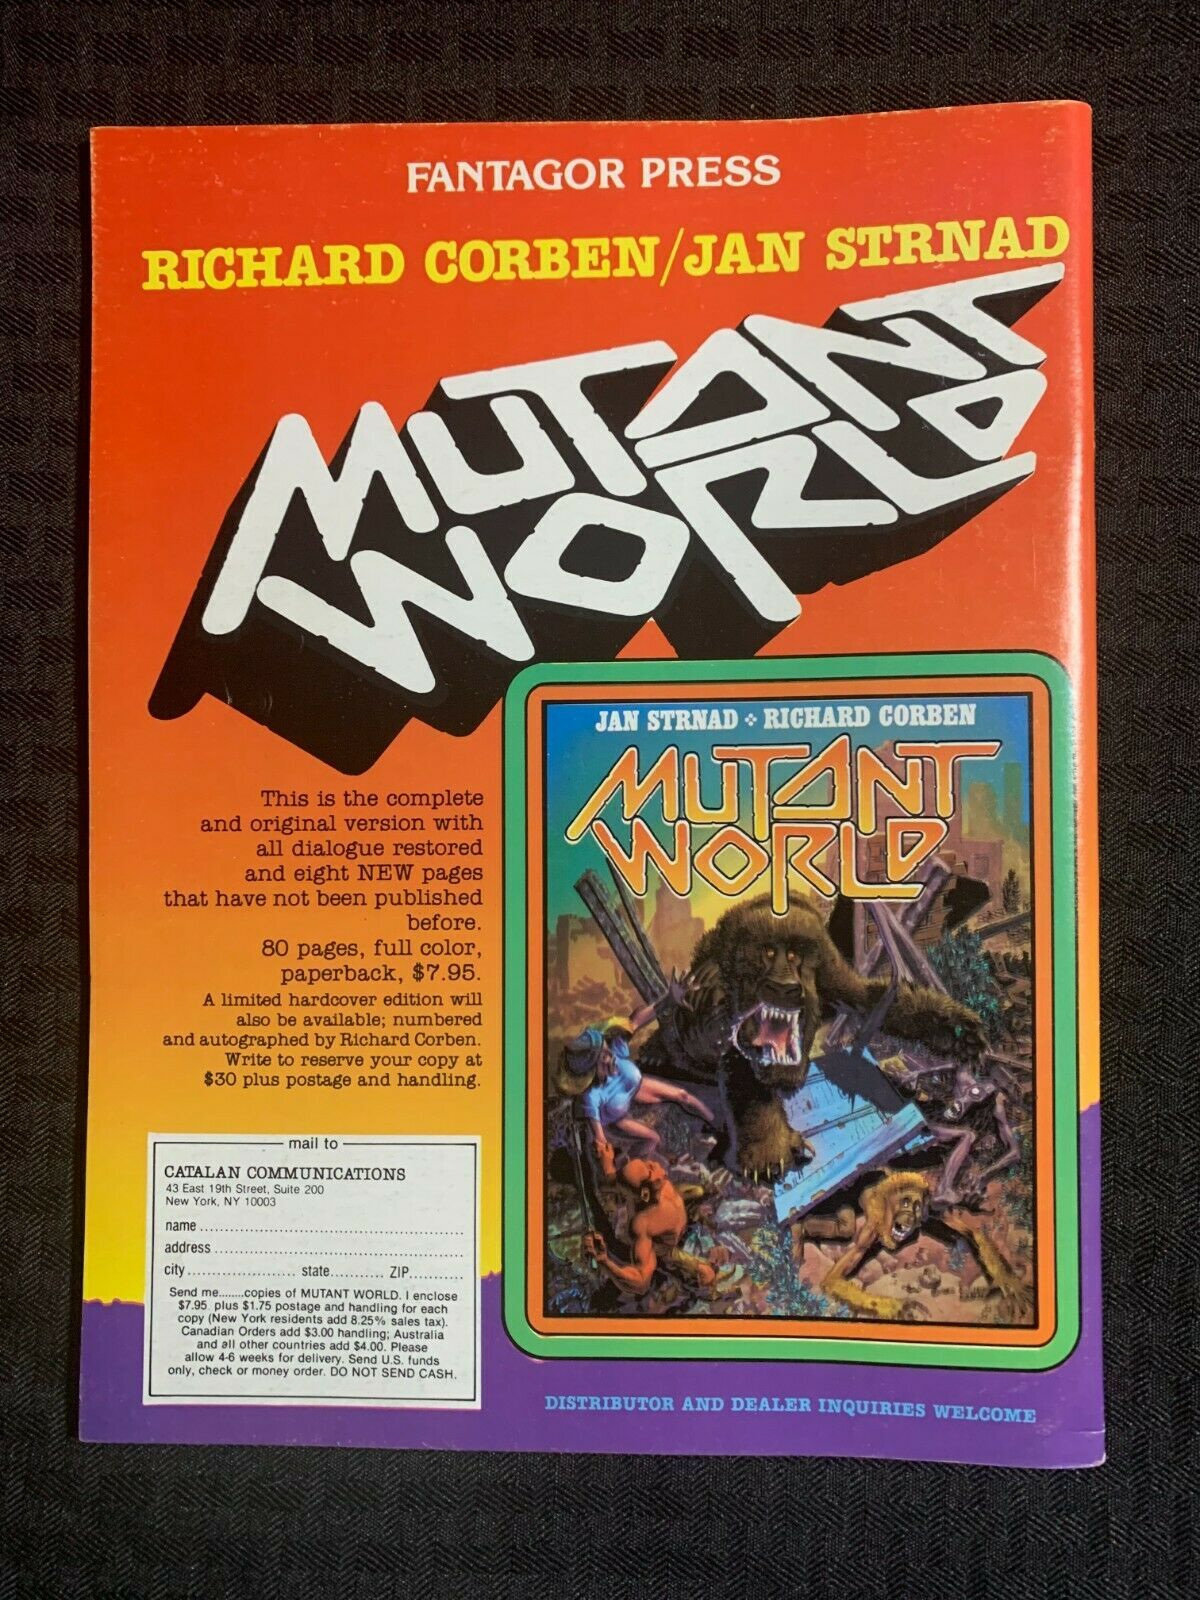 FANTAGOR PRESS
RICHARD CORBEN/JAN STRNAD
MUTANT
WORLD
This is the complete
and original version with
all dialogue restored
and eight NEW pages
that have not been published
before.
80 pages, full color,
paperback, $7.95.
A limited hardcover edition will
also be available; numbered
and autographed by Richard Corben.
Write to reserve your copy at
$30 plus postage and handling.
mail to
CATALAN COMMUNICATIONS
43 East 19th Street, Suite 200
New York, NY 10003
name
address
city state ZIP
Send me........copies of MUTANT WORLD. I enclose
$7.95 plus $1.75 postage and handling for each
copy (New York residents add 8.25% sales tax).
Canadian Orders add $3.00 handling; Australia
and all other countries add $4.00. Please
allow 4-6 weeks for delivery. Send U.S. funds
only, check or money order. DO NOT SEND CASH.
JAN STRNAD ❖ RICHARD CORBEN
MUTANT
WORLD
DISTRIBUTOR AND DEALER INQUIRIES WELCOME